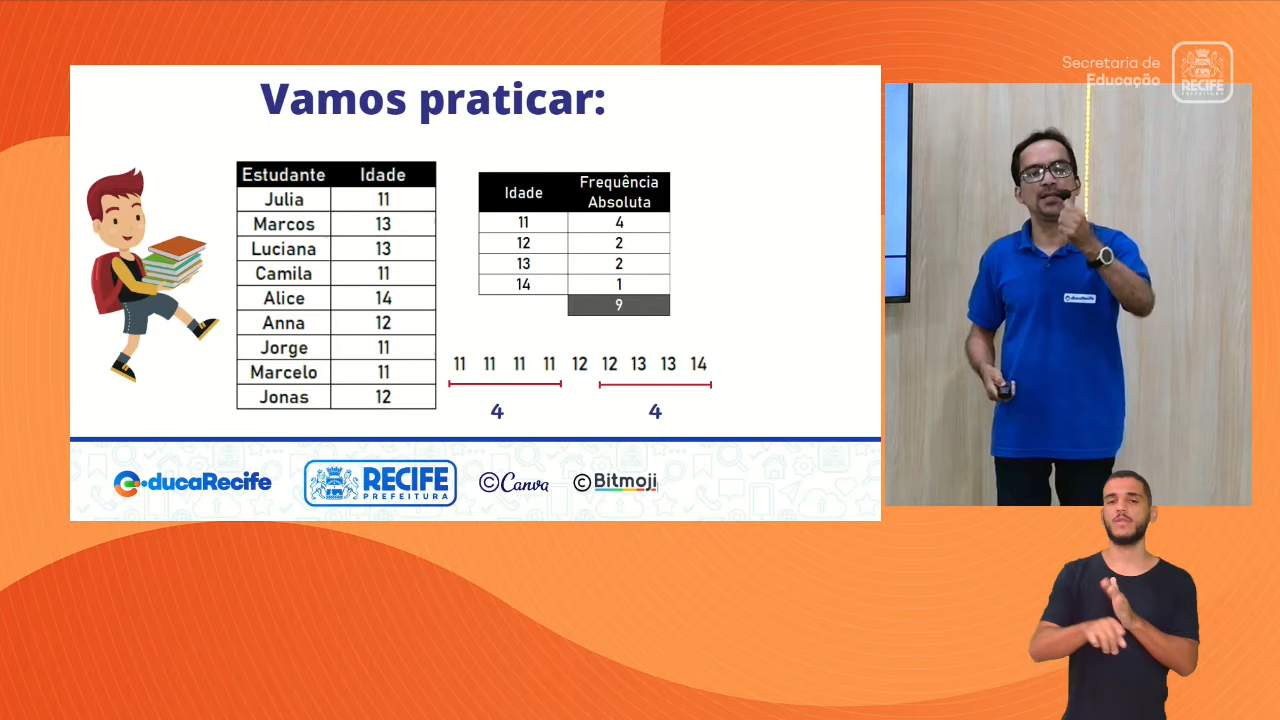 Secretaria de
Educação
RECIFE
PREFEITURA
Vamos praticar:
Estudante Idade
Julia 11
Marcos 13
Luciana 13
Camila 11
Alice 14
Anna 12
Jorge 11
Marcelo 11
Jonas 12
Idade Frequência
Absoluta
11 4
12 2
13 2
14 1
9
11 11 11 11 12 12 13 13 14
4 4
EducaRecife
RECIFE
PREFEITURA
©Canva
©Bitmoji
EducaRecife